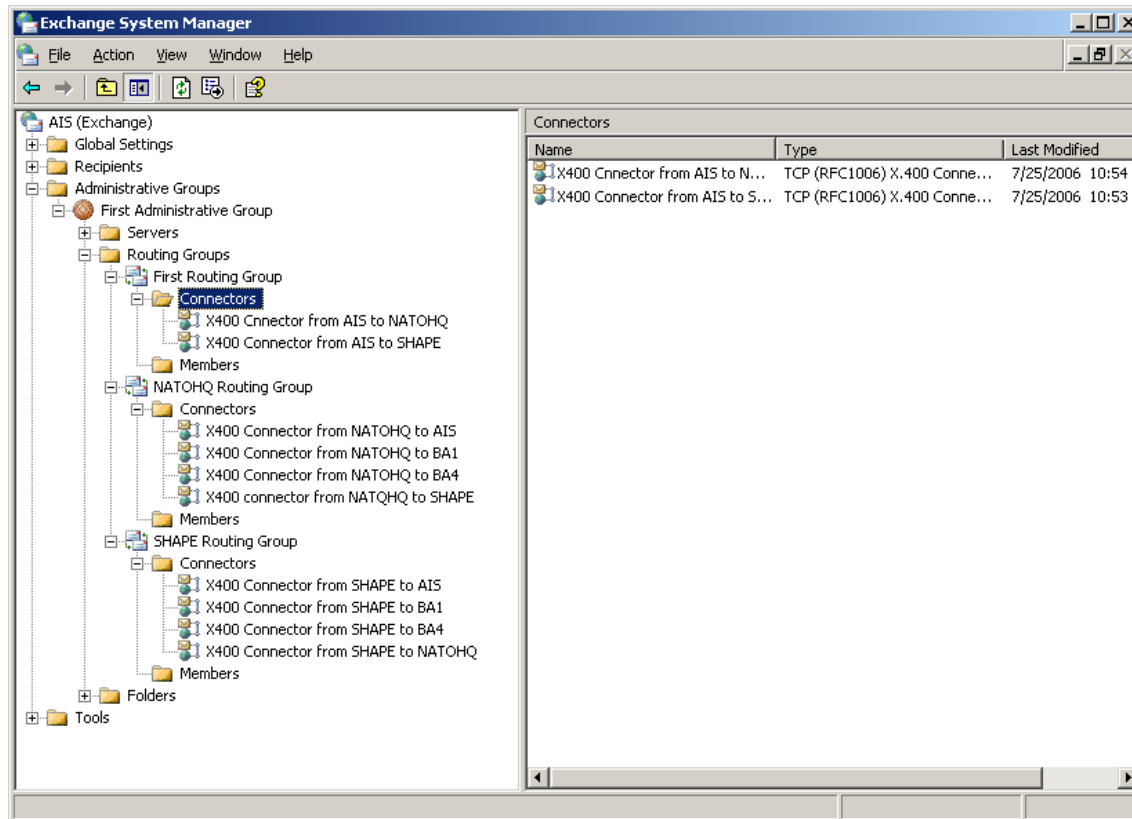 Exchange System Manager
File Action View Window Help
AIS (Exchange)
Global Settings
Recipients
Administrative Groups
First Administrative Group
Servers
Routing Groups
First Routing Group
Connectors
X400 Cnnector from AIS to NATOHQ
X400 Connector from AIS to SHAPE
Members
NATOHQ Routing Group
Connectors
X400 Connector from NATOHQ to AIS
X400 Connector from NATOHQ to BA1
X400 Connector from NATOHQ to BA4
X400 connector from NATQHQ to SHAPE
Members
SHAPE Routing Group
Connectors
X400 Connector from SHAPE to AIS
X400 Connector from SHAPE to BA1
X400 Connector from SHAPE to BA4
X400 Connector from SHAPE to NATOHQ
Members
Folders
Tools
Connectors
Name Type Last Modified
X400 Cnnector from AIS to N... TCP (RFC1006) X.400 Conne... 7/25/2006 10:54
X400 Connector from AIS to S... TCP (RFC1006) X.400 Conne... 7/25/2006 10:53